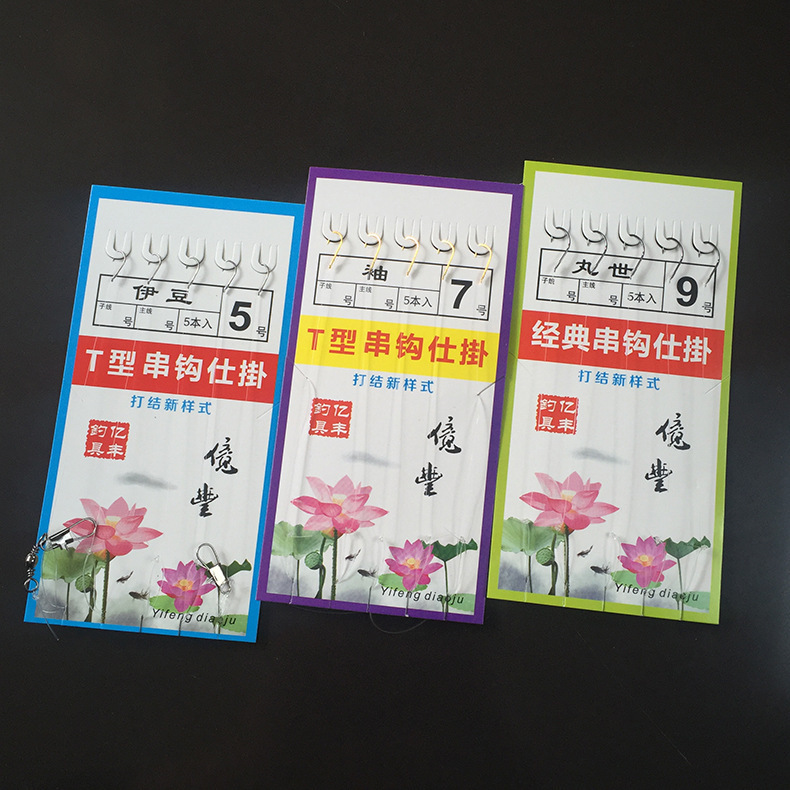 伊豆
子线 号
主线 号
5本入
5号
T型串钩仕掛
打结新样式
亿丰
钓具
億豐
Yifeng diaoju
袖
子线 号
主线 号
5本入
7号
T型串钩仕掛
打结新样式
亿丰
钓具
億豐
Yifeng diaoju
丸世
子线 号
主线 号
5本入
9号
经典串钩仕掛
打结新样式
亿丰
钓具
億豐
Yifeng diaoju